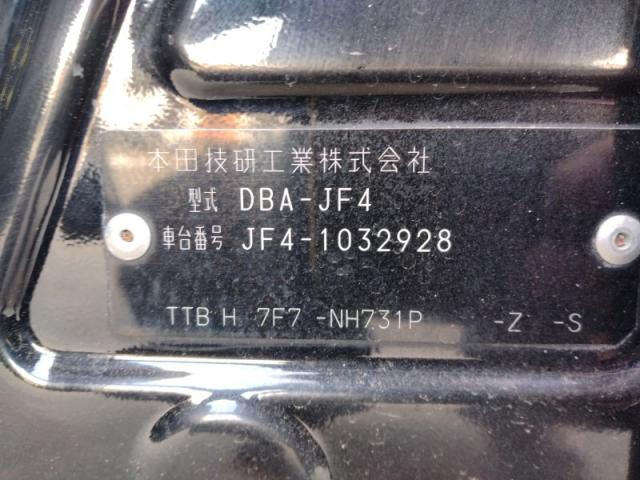 本田技研工業株式会社
型式 DBA-JF4
車台番号 JF4-1032928
TTB H 7F7 -NH731P -Z -S